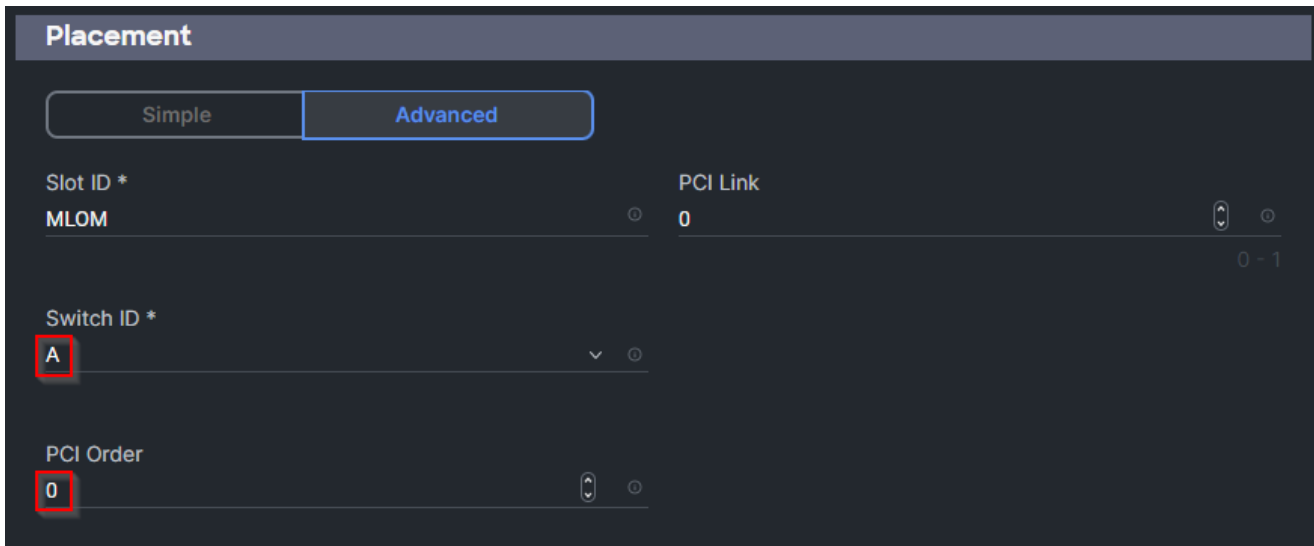 Placement
Simple Advanced
Slot ID * PCI Link
MLOM 0
0 - 1
Switch ID *
A
PCI Order
0